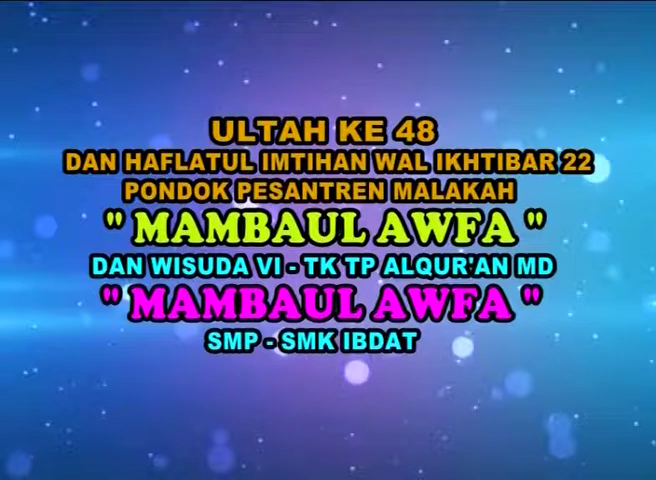 ULTAH KE 48
DAN HAFLATUL IMTIHAN WAL IKHTIBAR 22
PONDOK PESANTREN MALAKAH
" MAMBAUL AWFA "
DAN WISUDA VI - TK TP ALQUR'AN MD
" MAMBAUL AWFA "
SMP - SMK IBDAT